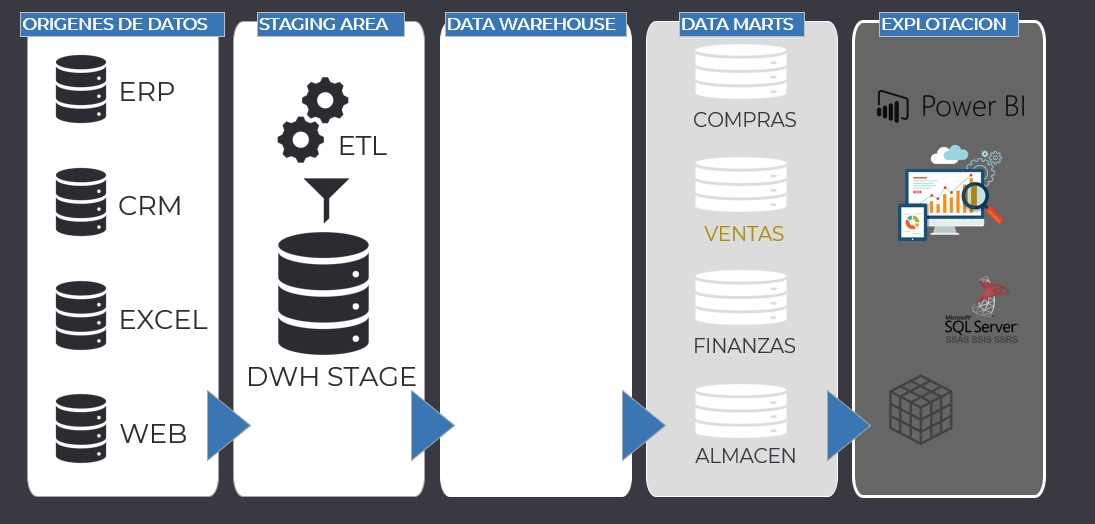 ORIGENES DE DATOS
STAGING AREA
DATA WAREHOUSE
DATA MARTS
EXPLOTACION
ERP
CRM
EXCEL
WEB
ETL
DWH STAGE
COMPRAS
VENTAS
FINANZAS
ALMACEN
Power BI
Microsoft®
SQL Server
SSAS SSIS SSRS